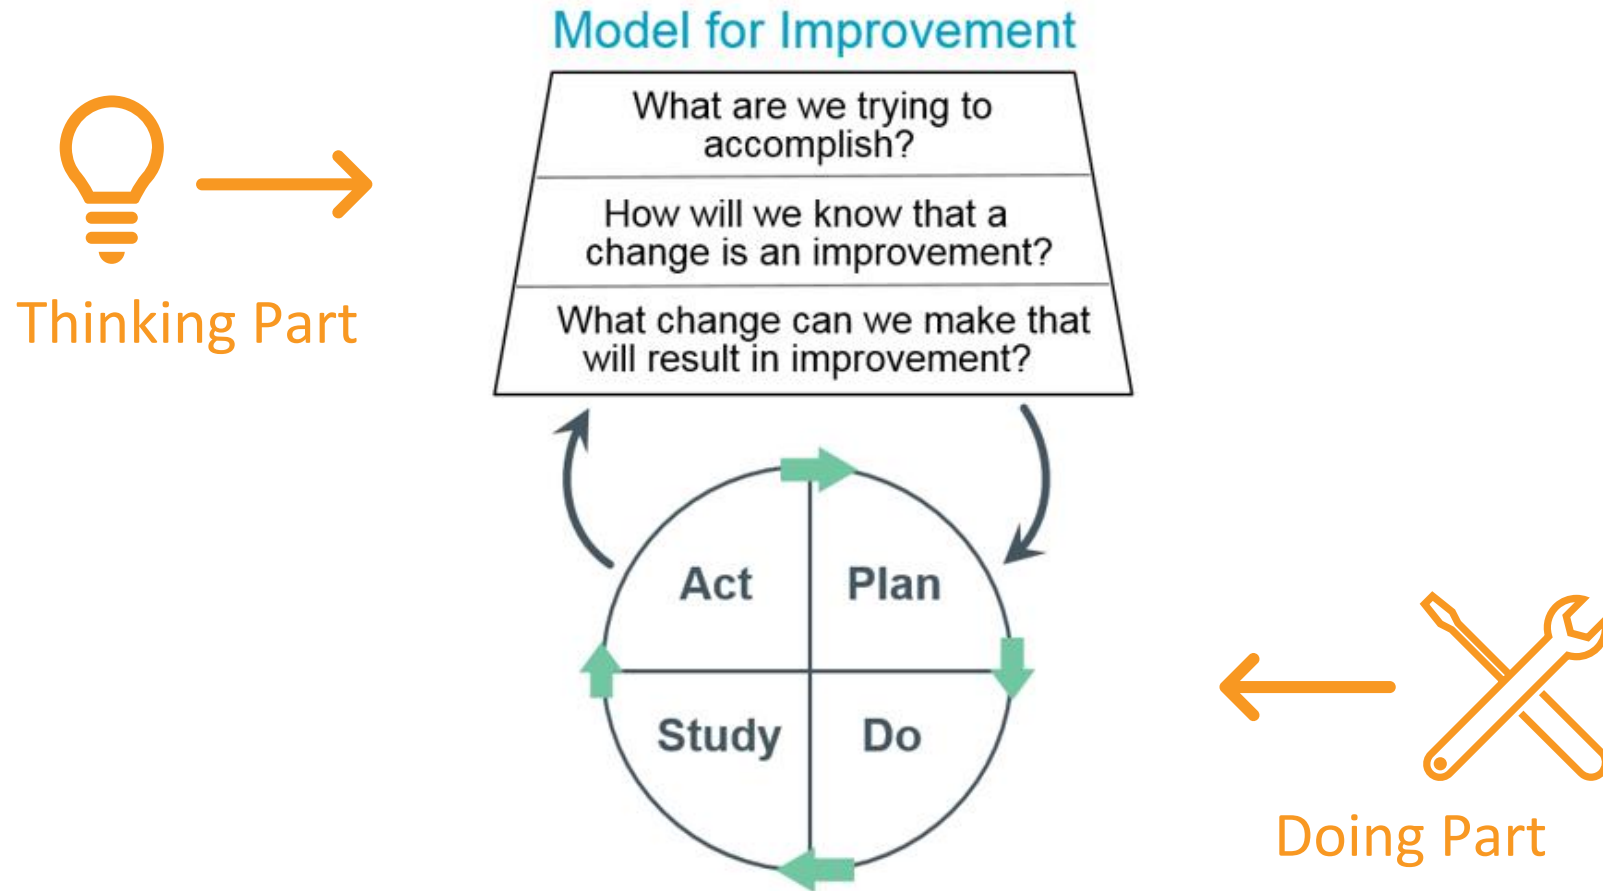 Model for Improvement
What are we trying to
accomplish?
How will we know that a
change is an improvement?
What change can we make that
will result in improvement?
Thinking Part
Act
Plan
Study
Do
Doing Part